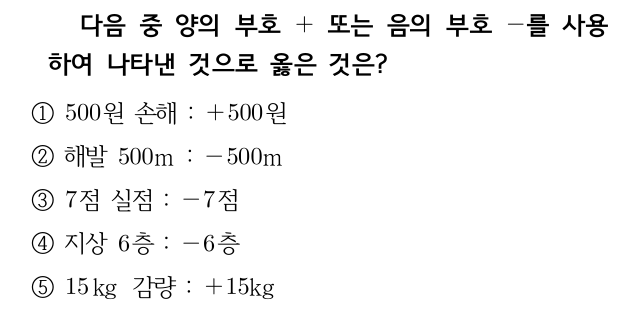 다음 중 양의 부호 + 또는 음의 부호 −를 사용
하여 나타낸 것으로 옳은 것은?
① 500원 손해 : +500원
② 해발 500m : −500m
③ 7점 실점 : −7점
④ 지상 6층 : −6층
⑤ 15kg 감량 : +15kg